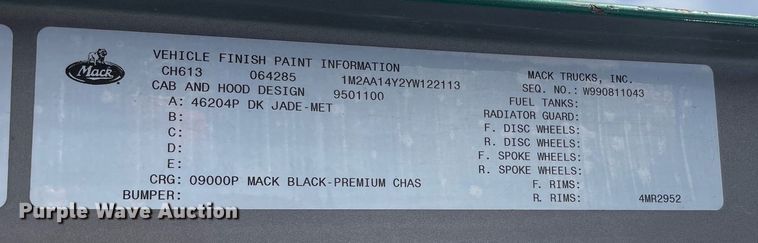 Mack
VEHICLE FINISH PAINT INFORMATION
CH613 064285 1M2AA14Y2YW122113
CAB AND HOOD DESIGN 9501100
A: 46204P DK JADE-MET
B:
C:
D:
E:
CRG: 09000P MACK BLACK-PREMIUM CHAS
BUMPER:
MACK TRUCKS, INC.
SEQ. NO.: W990811043
FUEL TANKS:
RADIATOR GUARD:
F. DISC WHEELS:
R. DISC WHEELS:
F. SPOKE WHEELS:
R. SPOKE WHEELS:
F. RIMS:
R. RIMS: 4MR2952
Purple Wave Auction